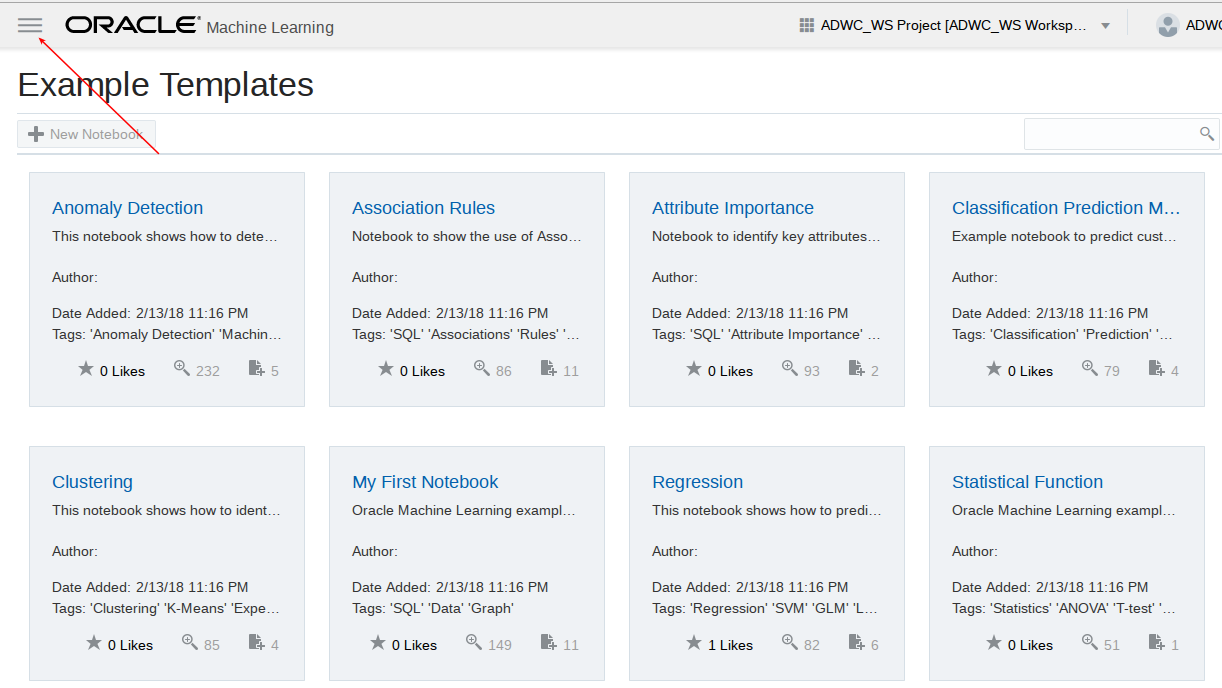 ORACLE Machine Learning
ADWC_WS Project [ADWC_WS Worksp...
ADWC
Example Templates
New Notebook
Anomaly Detection
This notebook shows how to dete...
Author:
Date Added: 2/13/18 11:16 PM
Tags: 'Anomaly Detection' 'Machin...
0 Likes 232 5
Association Rules
Notebook to show the use of Asso...
Author:
Date Added: 2/13/18 11:16 PM
Tags: 'SQL' 'Associations' 'Rules' '...
0 Likes 86 11
Attribute Importance
Notebook to identify key attributes...
Author:
Date Added: 2/13/18 11:16 PM
Tags: 'SQL' 'Attribute Importance' ...
0 Likes 93 2
Classification Prediction M...
Example notebook to predict cust...
Author:
Date Added: 2/13/18 11:16 PM
Tags: 'Classification' 'Prediction' '...
0 Likes 79 4
Clustering
This notebook shows how to ident...
Author:
Date Added: 2/13/18 11:16 PM
Tags: 'Clustering' 'K-Means' 'Expe...
0 Likes 85 4
My First Notebook
Oracle Machine Learning exampl...
Author:
Date Added: 2/13/18 11:16 PM
Tags: 'SQL' 'Data' 'Graph'
0 Likes 149 11
Regression
This notebook shows how to predi...
Author:
Date Added: 2/13/18 11:16 PM
Tags: 'Regression' 'SVM' 'GLM' 'L...
1 Likes 82 6
Statistical Function
Oracle Machine Learning exampl...
Author:
Date Added: 2/13/18 11:16 PM
Tags: 'Statistics' 'ANOVA' 'T-test' '...
0 Likes 51 1